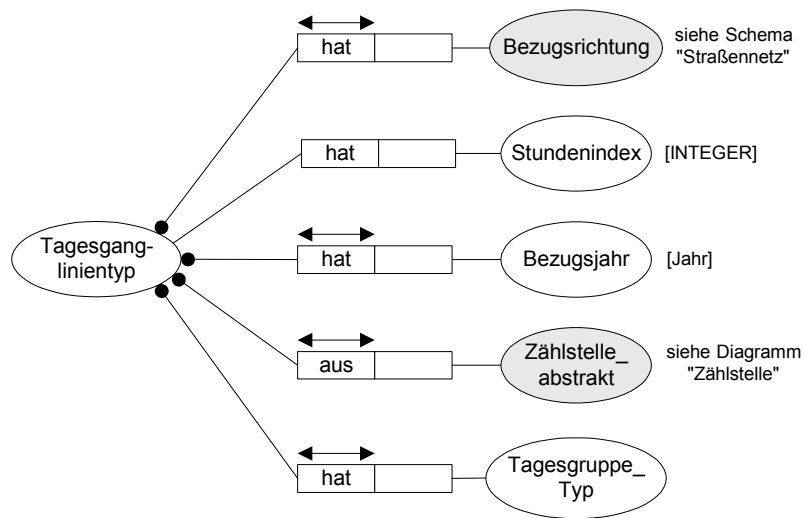 hat
Bezugsrichtung
siehe Schema
"Straßennetz"
hat
Stundenindex
[INTEGER]
Tagesgang-
linientyp
hat
Bezugsjahr
[Jahr]
aus
Zählstelle_
abstrakt
siehe Diagramm
"Zählstelle"
hat
Tagesgruppe_
Typ